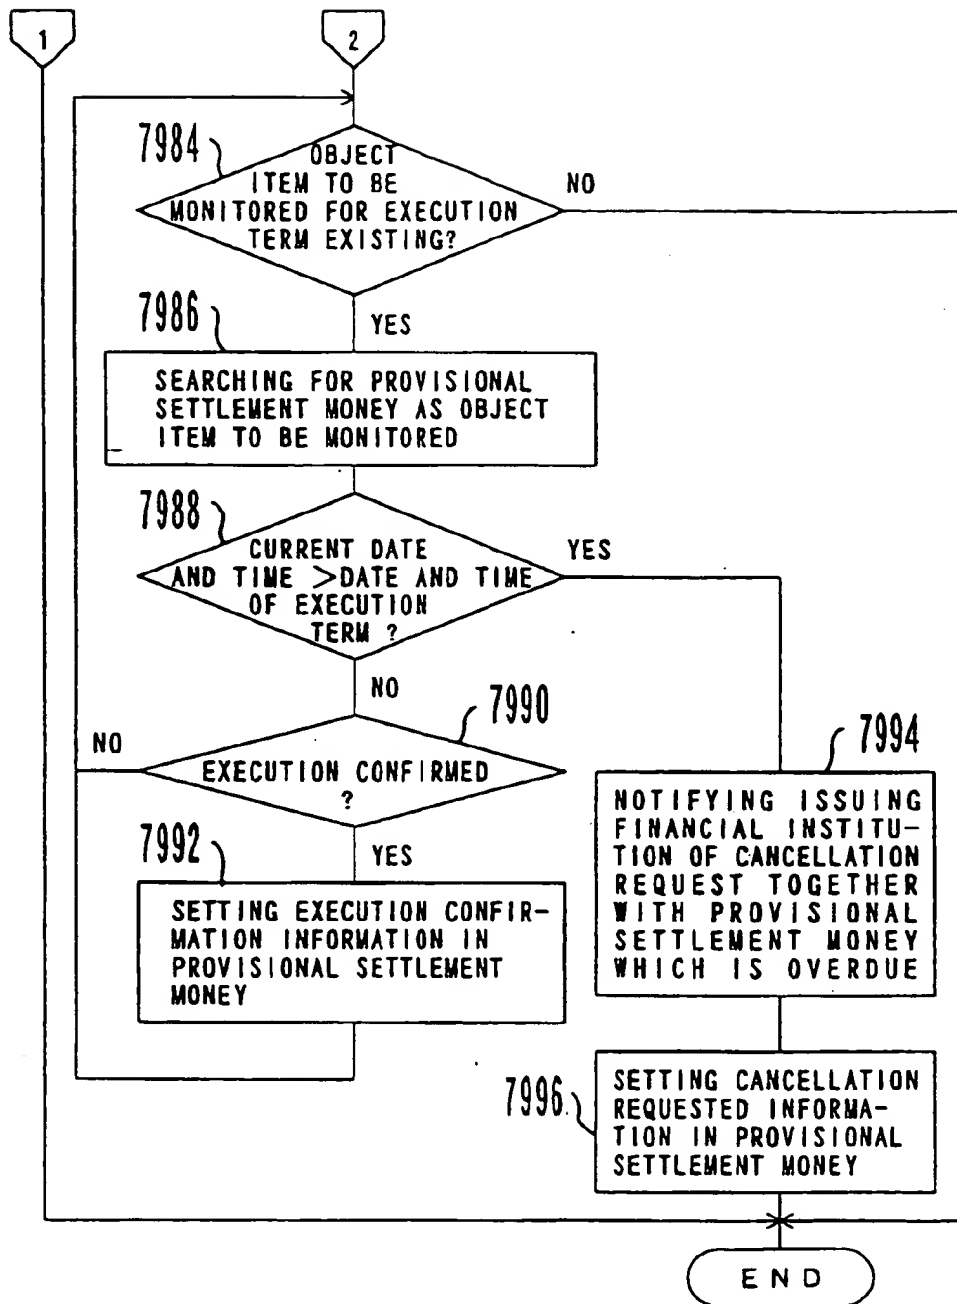 1
2
7984
OBJECT
ITEM TO BE
MONITORED FOR EXECUTION
TERM EXISTING?
NO
YES
7986
SEARCHING FOR PROVISIONAL
SETTLEMENT MONEY AS OBJECT
ITEM TO BE MONITORED
7988
CURRENT DATE
AND TIME >DATE AND TIME
OF EXECUTION
TERM ?
YES
NO
7990
EXECUTION CONFIRMED
?
NO
YES
7992
SETTING EXECUTION CONFIR-
MATION INFORMATION IN
PROVISIONAL SETTLEMENT
MONEY
7994
NOTIFYING ISSUING
FINANCIAL INSTITU-
TION OF CANCELLATION
REQUEST TOGETHER
WITH PROVISIONAL
SETTLEMENT MONEY
WHICH IS OVERDUE
7996
SETTING CANCELLATION
REQUESTED INFORMA-
TION IN PROVISIONAL
SETTLEMENT MONEY
END